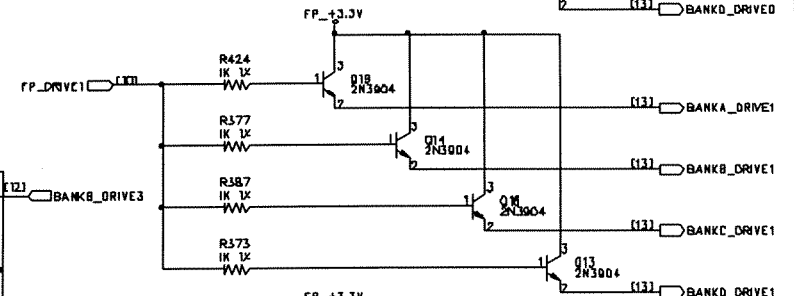 FP_+3.3V
[13] BANKD_DRIVE0
2
R424
1K 1%
FP_DRIVE1 [10]
1 3 Q18
2N3904
2
[13] BANKA_DRIVE1
R377
1K 1%
1 3 Q14
2N3904
2
[13] BANKB_DRIVE1
[12] BANKB_DRIVE3
R387
1K 1%
1 3 Q16
2N3904
2
[13] BANKC_DRIVE1
R373
1K 1%
1 3 Q13
2N3904
2
[13] BANKD_DRIVE1
FP_+3.3V